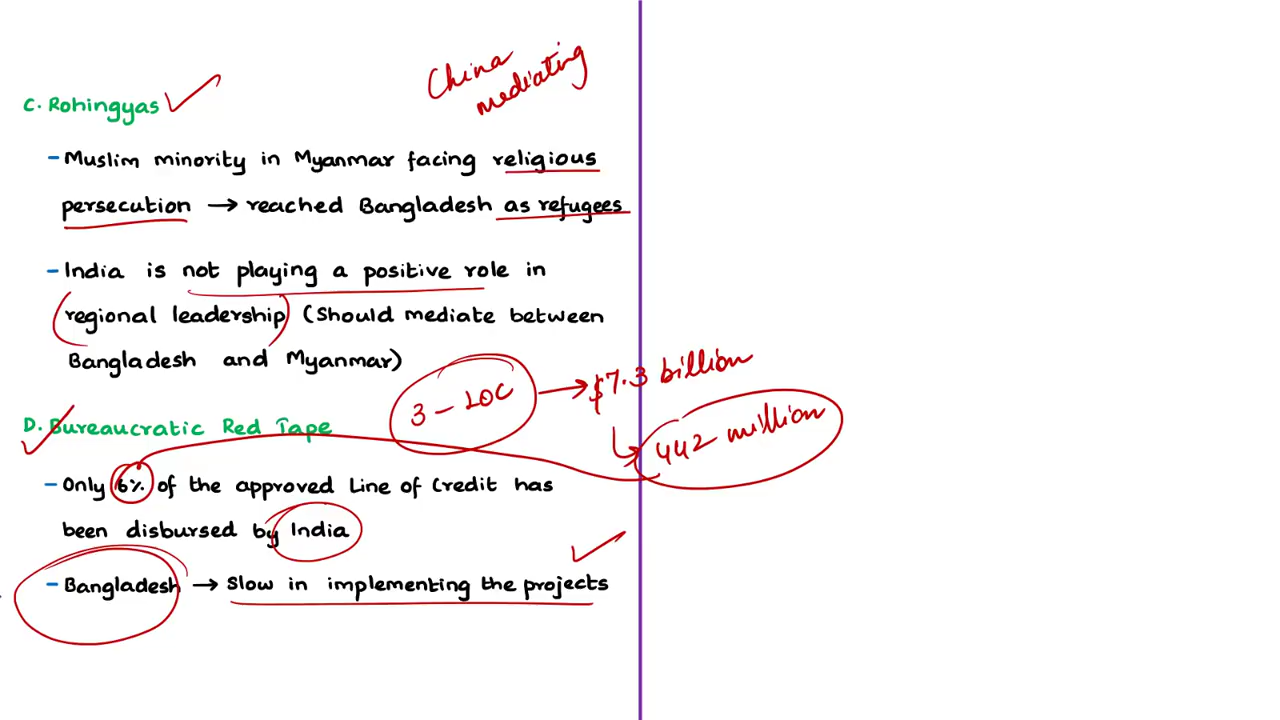 China
mediating
C. Rohingyas
- Muslim minority in Myanmar facing religious
persecution → reached Bangladesh as refugees
- India is not playing a positive role in
regional leadership (Should mediate between
Bangladesh and Myanmar)
3 - LOC → $7.3 billion
442 million
D. Bureaucratic Red Tape
- Only 6% of the approved Line of Credit has
been disbursed by India
- Bangladesh → Slow in implementing the projects